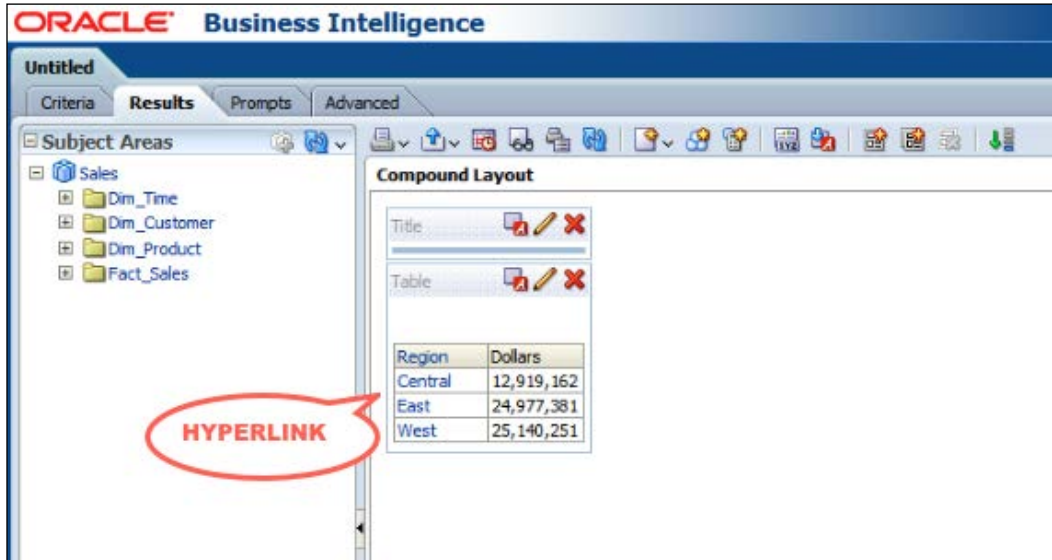 ORACLE® Business Intelligence
Untitled
Criteria Results Prompts Advanced
Subject Areas
Sales
Dim_Time
Dim_Customer
Dim_Product
Fact_Sales
Compound Layout
Title
Table
Region Dollars
Central 12,919,162
East 24,977,381
West 25,140,251
HYPERLINK